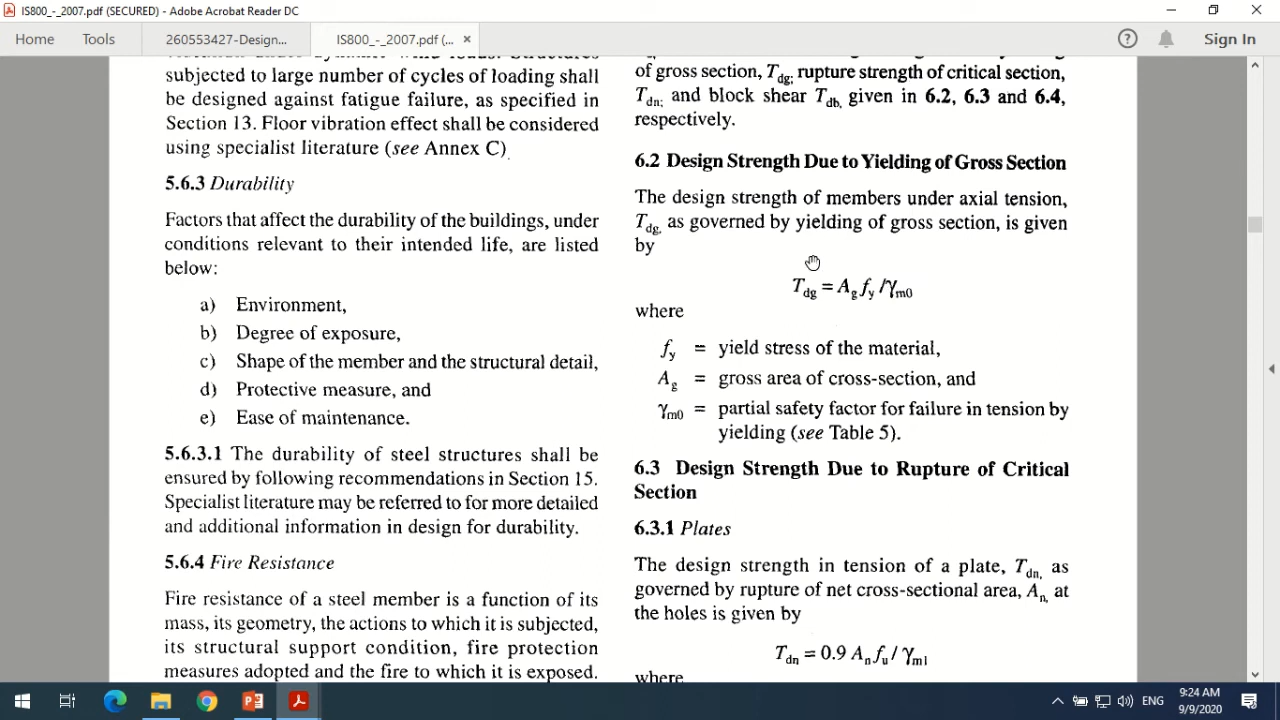 IS800_-_2007.pdf (SECURED) - Adobe Acrobat Reader DC
Home Tools 260553427-Design... IS800_-_2007.pdf (... × Sign In
subjected to large number of cycles of loading shall
be designed against fatigue failure, as specified in
Section 13. Floor vibration effect shall be considered
using specialist literature (see Annex C).
5.6.3 Durability
Factors that affect the durability of the buildings, under
conditions relevant to their intended life, are listed
below:
a) Environment,
b) Degree of exposure,
c) Shape of the member and the structural detail,
d) Protective measure, and
e) Ease of maintenance.
5.6.3.1 The durability of steel structures shall be
ensured by following recommendations in Section 15.
Specialist literature may be referred to for more detailed
and additional information in design for durability.
5.6.4 Fire Resistance
Fire resistance of a steel member is a function of its
mass, its geometry, the actions to which it is subjected,
its structural support condition, fire protection
measures adopted and the fire to which it is exposed.
of gross section, Tdg; rupture strength of critical section,
Tdn; and block shear Tdb, given in 6.2, 6.3 and 6.4,
respectively.
6.2 Design Strength Due to Yielding of Gross Section
The design strength of members under axial tension,
Tdg, as governed by yielding of gross section, is given
by
Tdg = Ag fy /γm0
where
fy = yield stress of the material,
Ag = gross area of cross-section, and
γm0 = partial safety factor for failure in tension by
yielding (see Table 5).
6.3 Design Strength Due to Rupture of Critical
Section
6.3.1 Plates
The design strength in tension of a plate, Tdn, as
governed by rupture of net cross-sectional area, An, at
the holes is given by
Tdn = 0.9 An fu / γm1
where
ENG
9:24 AM
9/9/2020